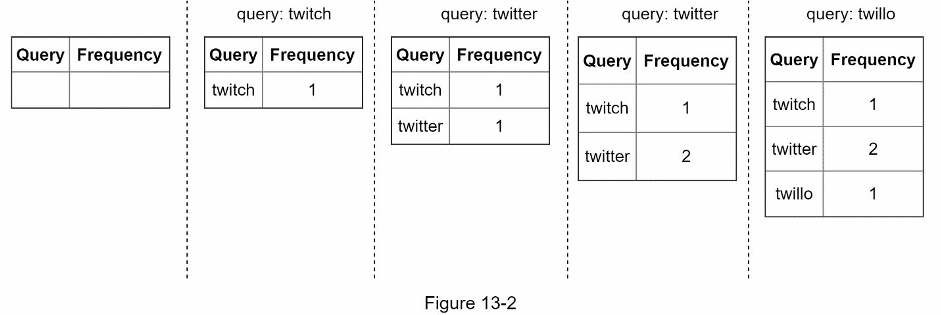 query: twitch
query: twitter
query: twitter
query: twillo
Query Frequency
Query Frequency
twitch 1
Query Frequency
twitch 1
twitter 1
Query Frequency
twitch 1
twitter 2
Query Frequency
twitch 1
twitter 2
twillo 1
Figure 13-2